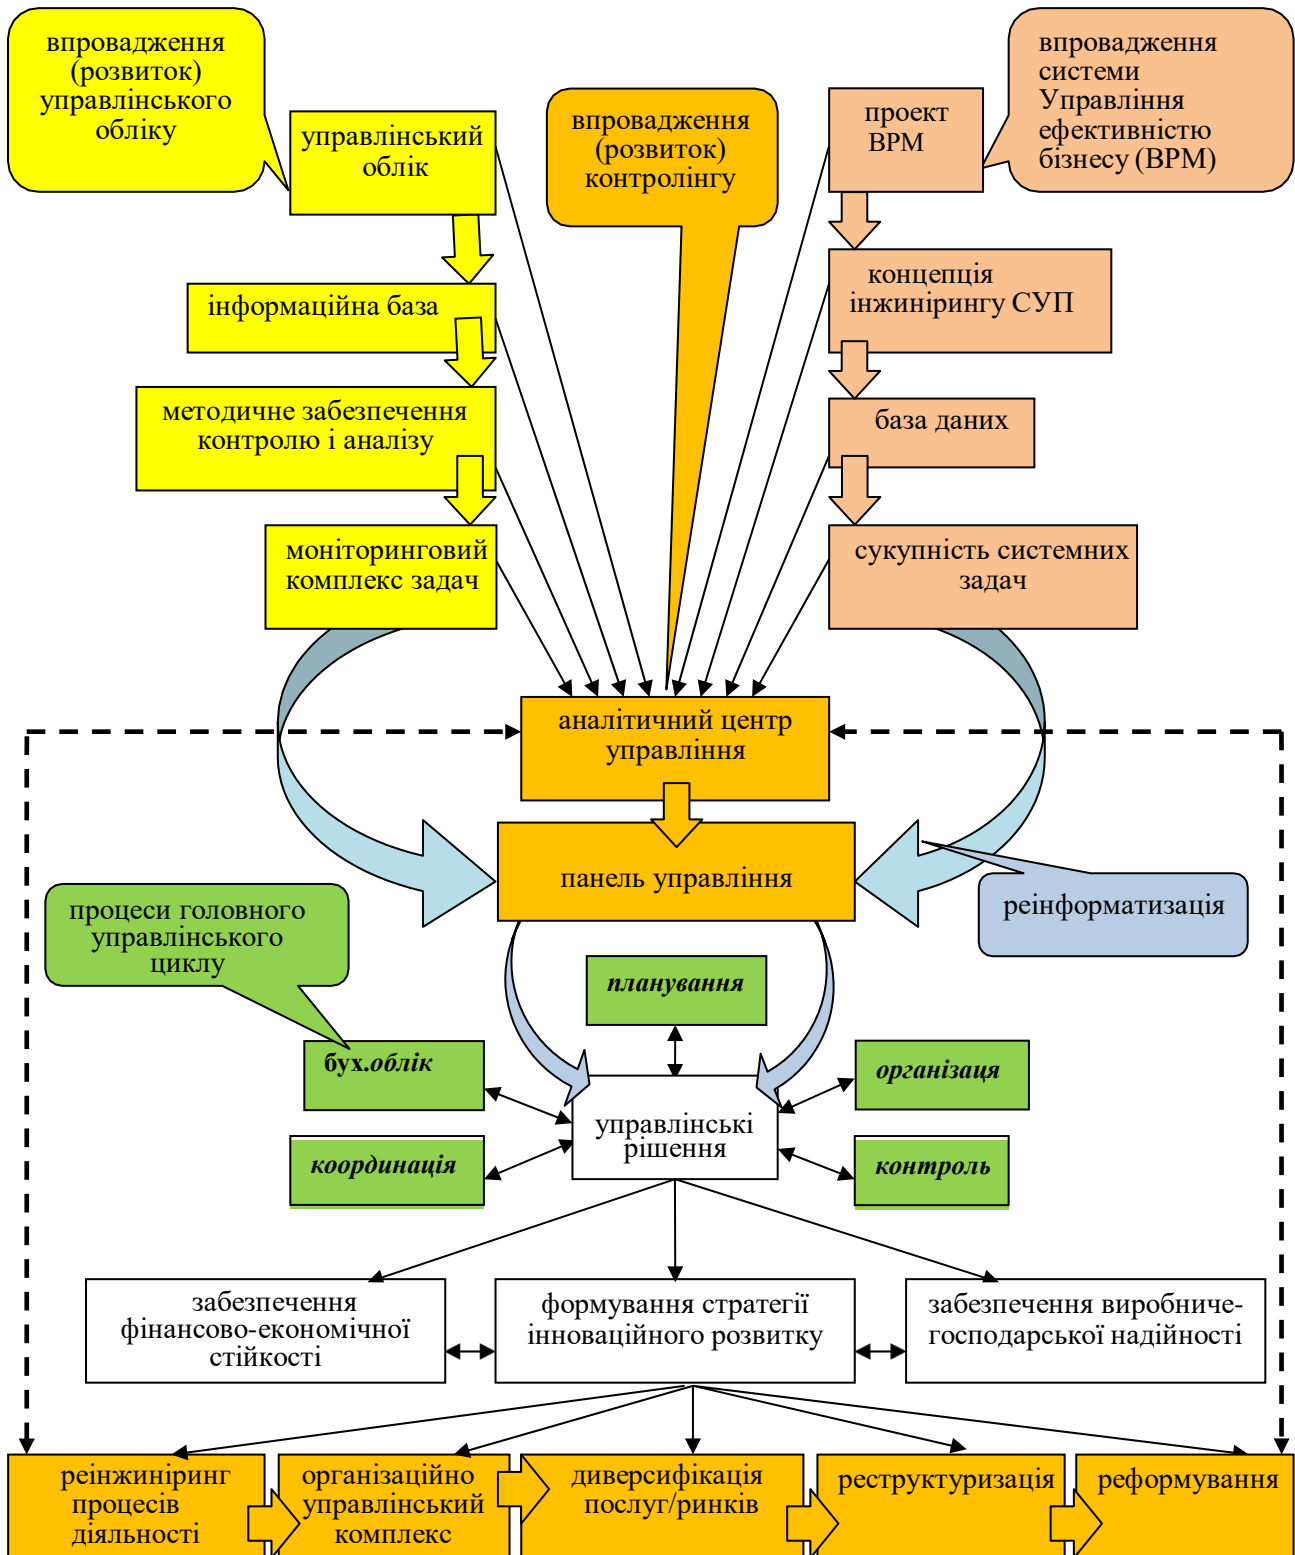 впровадження
(розвиток)
управлінського
обліку
управлінський
облік
впровадження
(розвиток)
контролінгу
проект
ВРМ
впровадження
системи
Управління
ефективністю
бізнесу (ВРМ)
інформаційна база
концепція
інжинірингу СУП
методичне забезпечення
контролю і аналізу
база даних
моніторинговий
комплекс задач
сукупність системних
задач
аналітичний центр
управління
панель управління
процеси головного
управлінського
циклу
реінформатизація
планування
бух.облік
організаця
управлінські
рішення
координація
контроль
забезпечення
фінансово-економічної
стійкості
формування стратегії
інноваційного розвитку
забезпечення виробниче-
господарської надійності
реінжиніринг
процесів
діяльності
організаційно
управлінський
комплекс
диверсифікація
послуг/ринків
реструктуризація
реформування